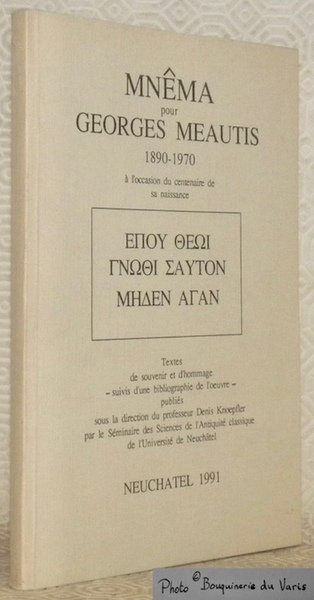 MNÊMA
pour
GEORGES MEAUTIS
1890-1970
à l'occasion du centenaire de
sa naissance
ΕΠΟΥ ΘΕΩΙ
ΓΝΩΘΙ ΣΑΥΤΟΝ
ΜΗΔΕΝ ΑΓΑΝ
Textes
de souvenir et d'hommage
– suivis d'une bibliographie de l'oeuvre –
publiés
sous la direction du professeur Denis Knoepfler
par le Séminaire des Sciences de l'Antiquité classique
de l'Université de Neuchâtel
NEUCHATEL 1991
Photo © Bouquinerie du Varis